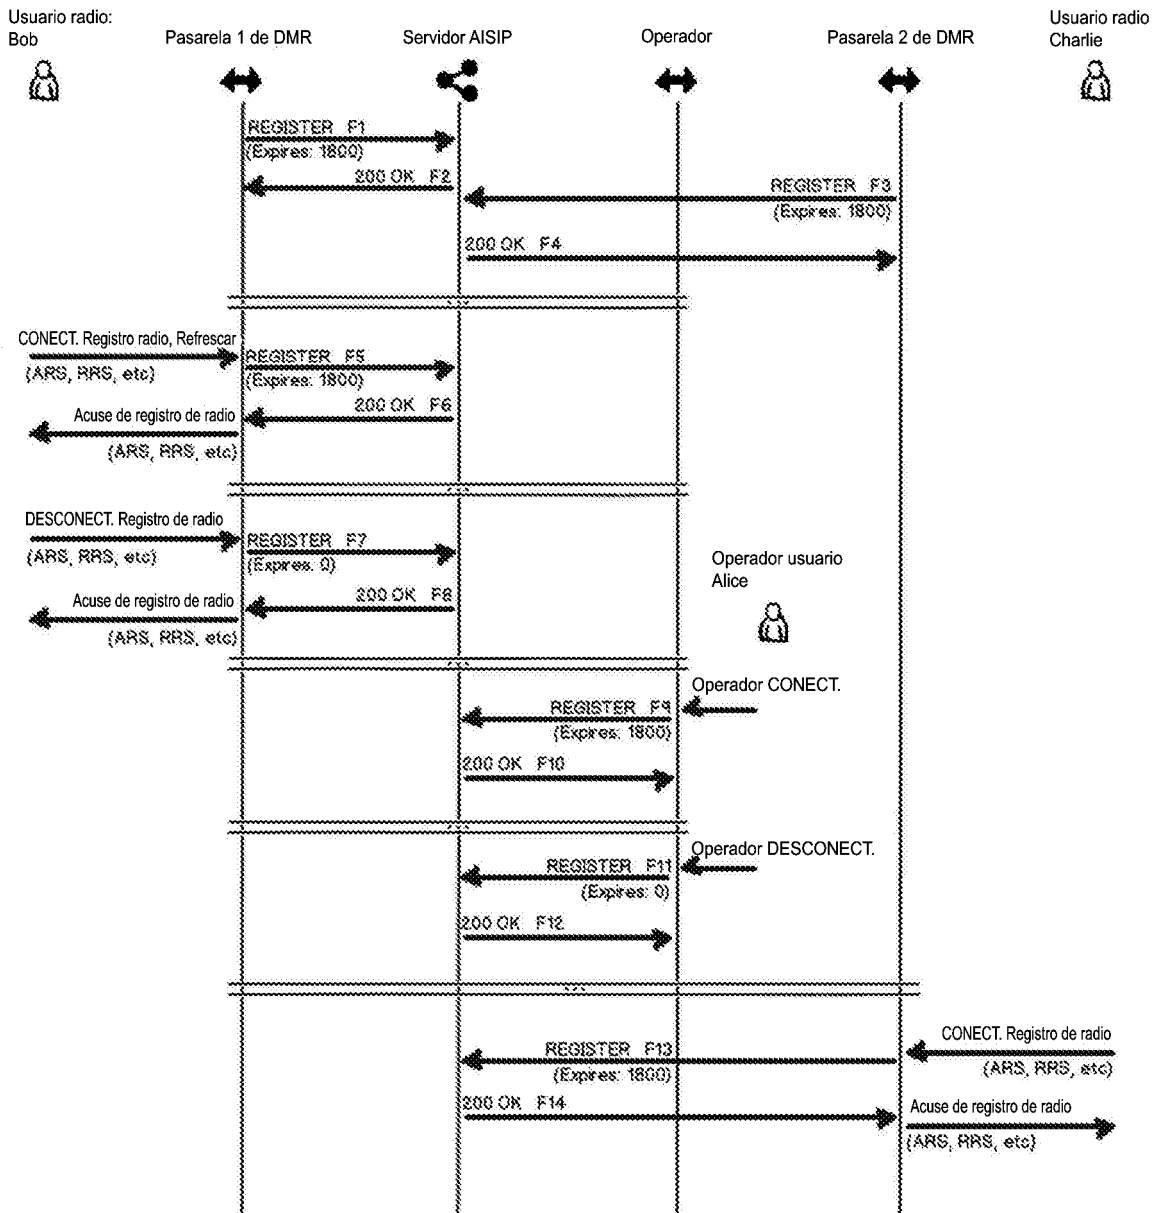 Usuario radio:
Bob
Pasarela 1 de DMR
Servidor AISIP
Operador
Pasarela 2 de DMR
Usuario radio
Charlie
REGISTER F1
(Expires: 1800)
200 OK F2
REGISTER F3
(Expires: 1800)
200 OK F4
CONECT. Registro radio, Refrescar
(ARS, RRS, etc)
REGISTER F5
(Expires: 1800)
200 OK F6
Acuse de registro de radio
(ARS, RRS, etc)
DESCONECT. Registro de radio
(ARS, RRS, etc)
REGISTER F7
(Expires: 0)
200 OK F8
Acuse de registro de radio
(ARS, RRS, etc)
Operador usuario
Alice
Operador CONECT.
REGISTER F9
(Expires: 1800)
200 OK F10
Operador DESCONECT.
REGISTER F11
(Expires: 0)
200 OK F12
CONECT. Registro de radio
(ARS, RRS, etc)
REGISTER F13
(Expires: 1800)
200 OK F14
Acuse de registro de radio
(ARS, RRS, etc)